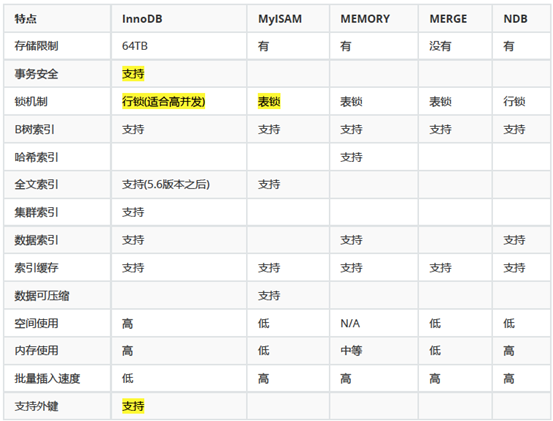 特点 InnoDB MyISAM MEMORY MERGE NDB
存储限制 64TB 有 有 没有 有
事务安全 支持
锁机制 行锁(适合高并发) 表锁 表锁 表锁 行锁
B树索引 支持 支持 支持 支持 支持
哈希索引 支持
全文索引 支持(5.6版本之后) 支持
集群索引 支持
数据索引 支持 支持 支持
索引缓存 支持 支持 支持 支持 支持
数据可压缩 支持
空间使用 高 低 N/A 低 低
内存使用 高 低 中等 低 高
批量插入速度 低 高 高 高 高
支持外键 支持